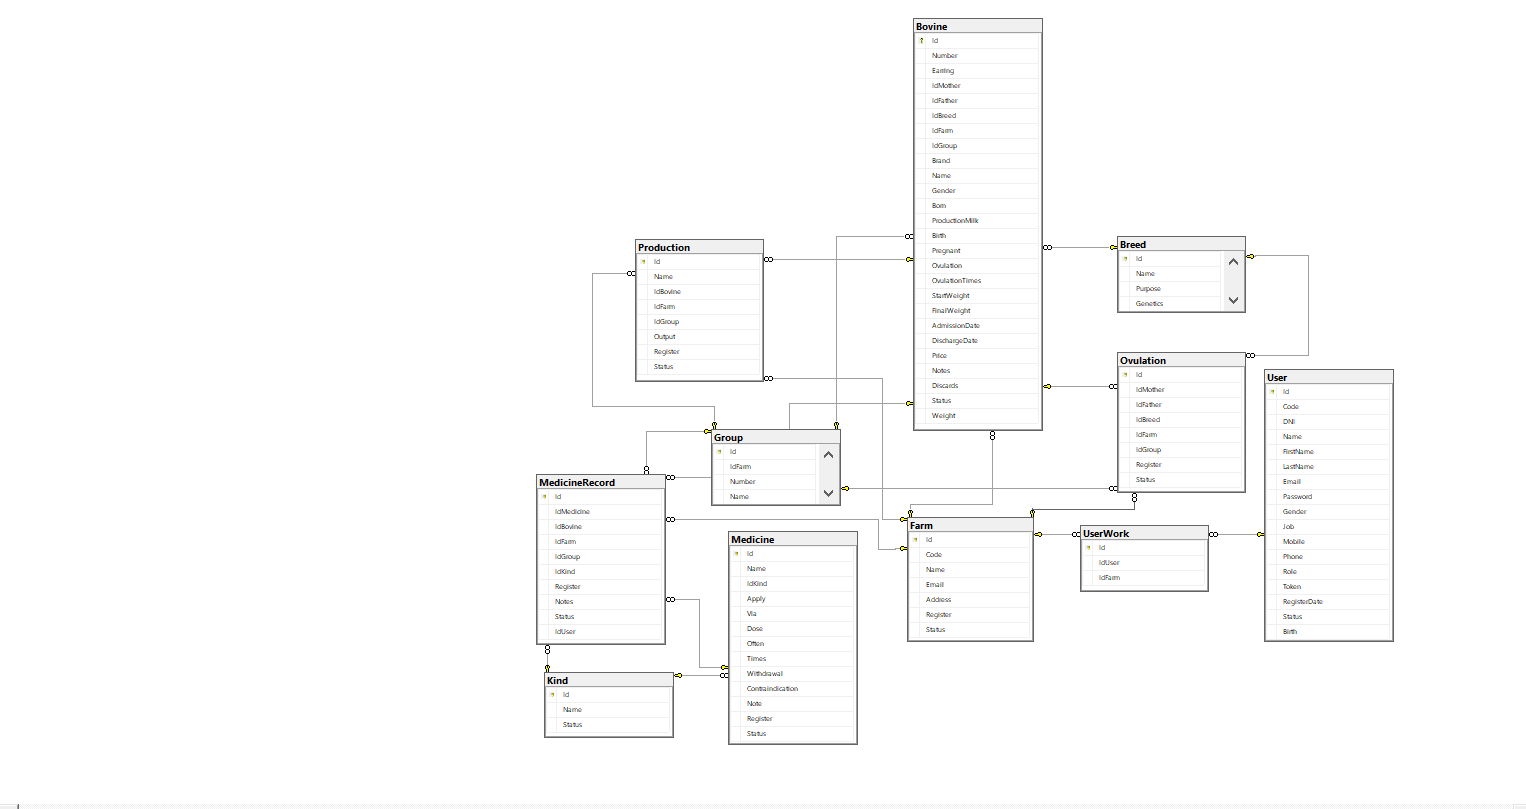 Bovine
Id
Number
Earring
IdMother
IdFather
IdBreed
IdFarm
IdGroup
Brand
Name
Gender
Born
ProductionMilk
Birth
Pregnant
Ovulation
OvulationTimes
StartWeight
FinalWeight
AdmissionDate
DischargeDate
Price
Notes
Discards
Status
Weight
Production
Id
Name
IdBovine
IdFarm
IdGroup
Output
Register
Status
Breed
Id
Name
Purpose
Genetics
Ovulation
Id
IdMother
IdFather
IdBreed
IdFarm
IdGroup
Register
Status
User
Id
Code
DNI
Name
FirstName
LastName
Email
Password
Gender
Job
Mobile
Phone
Role
Token
RegisterDate
Status
Birth
Group
Id
IdFarm
Number
Name
MedicineRecord
Id
IdMedicine
IdBovine
IdFarm
IdGroup
IdKind
Register
Notes
Status
IdUser
Medicine
Id
Name
IdKind
Apply
Via
Dose
Often
Times
Withdrawal
Contraindication
Note
Register
Status
Farm
Id
Code
Name
Email
Address
Register
Status
UserWork
Id
IdUser
IdFarm
Kind
Id
Name
Status